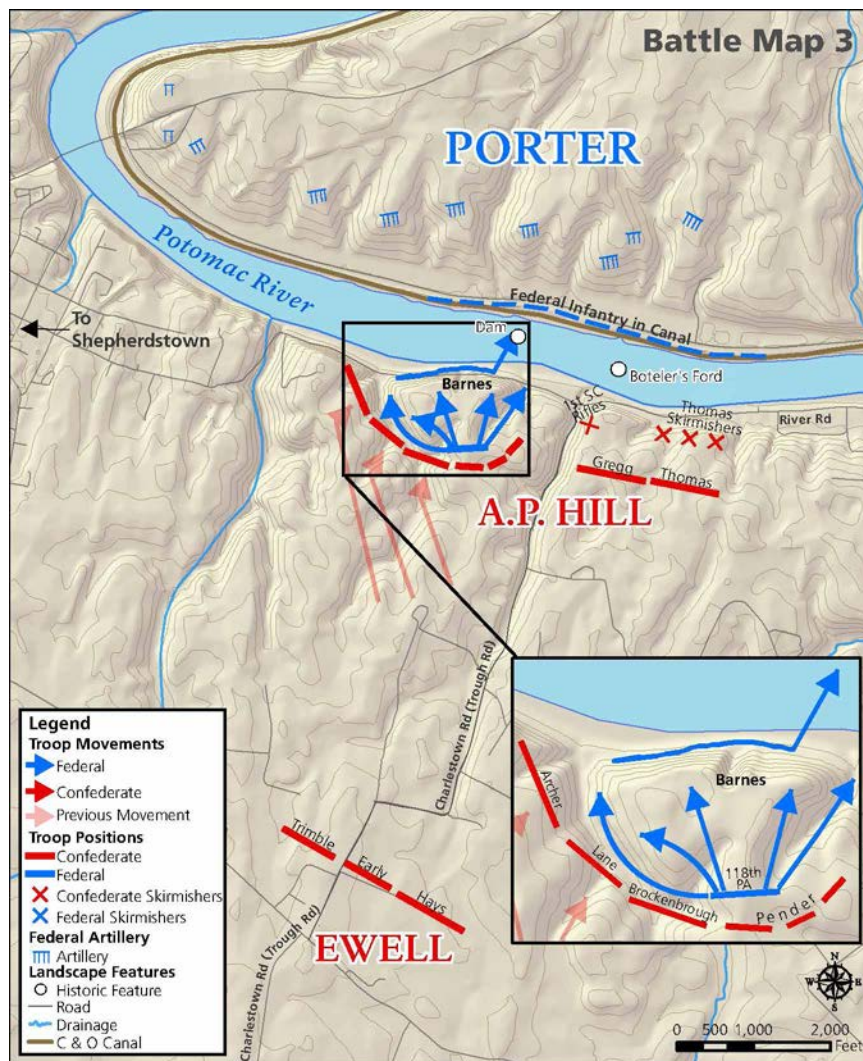 Battle Map 3
PORTER
Potomac River
To
Shepherdstown
Federal Infantry in Canal
Dam
Boteler's Ford
Barnes
1st SC
Rifles
Thomas
Skirmishers
River Rd
Gregg
Thomas
A.P. HILL
Charlestown Rd (Trough Rd)
Trimble
Early
Hays
EWELL
Charlestown Rd (Trough Rd)
Archer
Barnes
Lane
118th
PA
Brockenbrough
Pender
Legend
Troop Movements
Federal
Confederate
Previous Movement
Troop Positions
Confederate
Federal
Confederate Skirmishers
Federal Skirmishers
Federal Artillery
Artillery
Landscape Features
Historic Feature
Road
Drainage
C & O Canal
N
W E
S
0 500 1,000 2,000
Feet